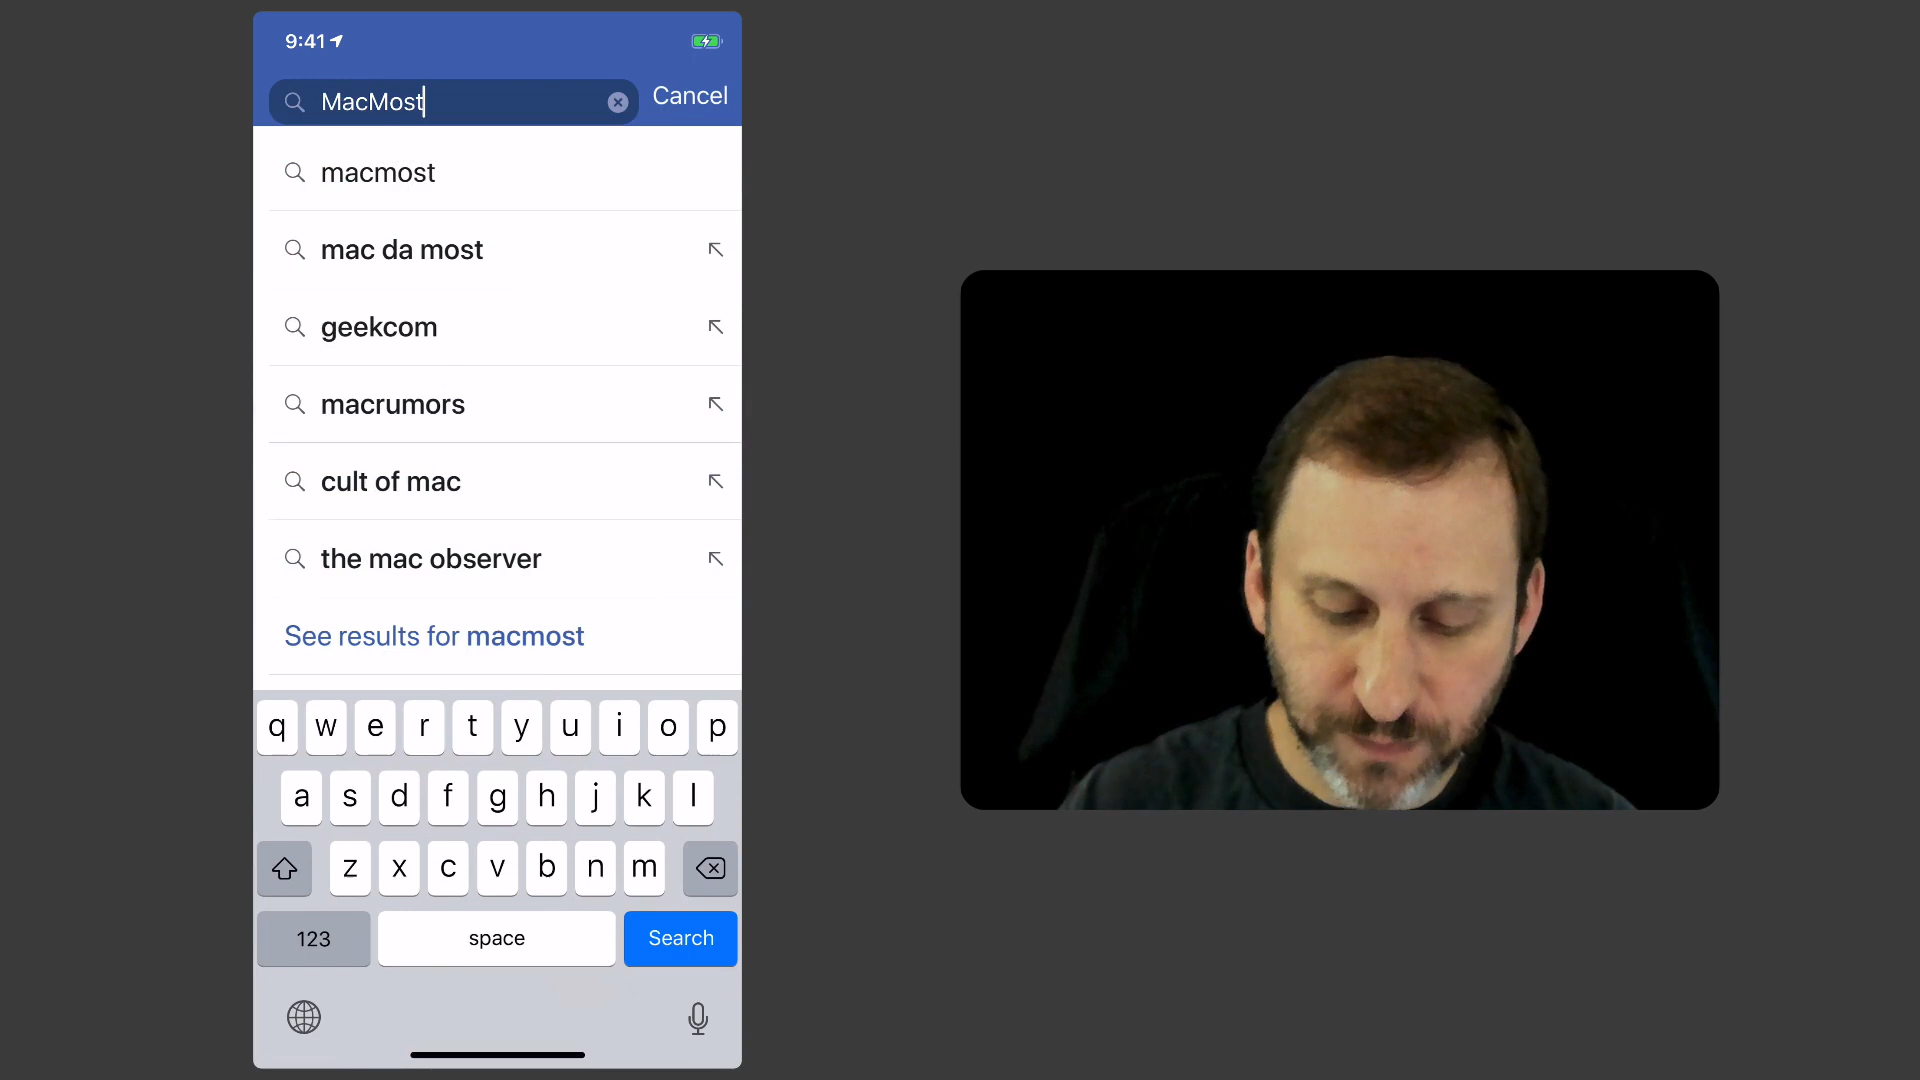 9:41
MacMost
Cancel
macmost
mac da most
geekcom
macrumors
cult of mac
the mac observer
See results for macmost
q w e r t y u i o p
a s d f g h j k l
z x c v b n m
123 space Search